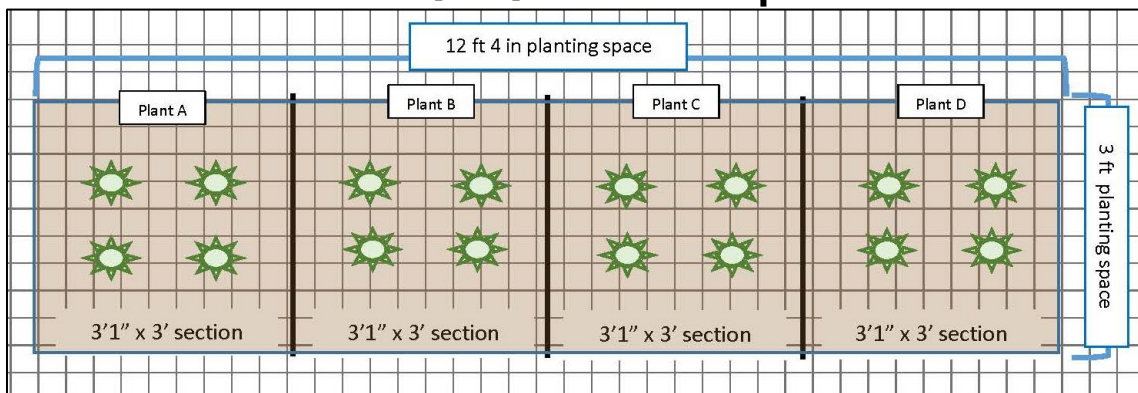 12 ft 4 in planting space
Plant A
Plant B
Plant C
Plant D
3 ft planting space
3’1” x 3’ section
3’1” x 3’ section
3’1” x 3’ section
3’1” x 3’ section